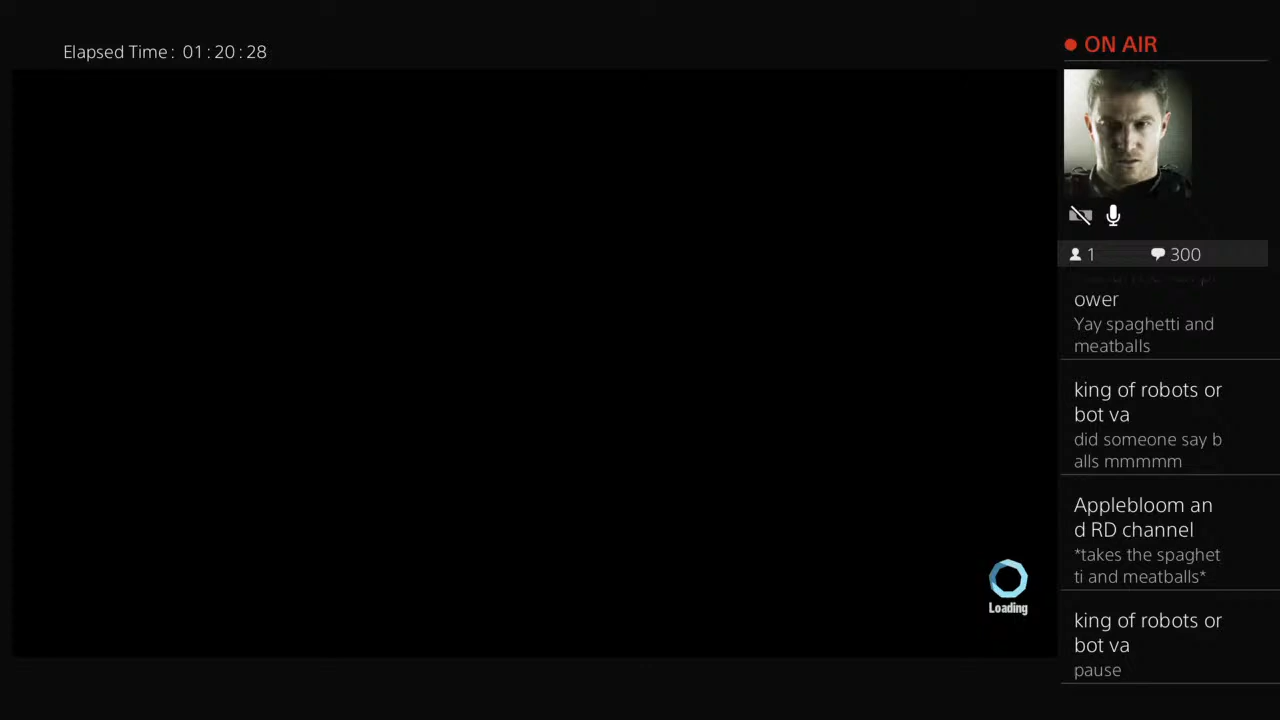 Elapsed Time: 01:20:28
ON AIR
1 300
ower
Yay spaghetti and
meatballs
king of robots or
bot va
did someone say b
alls mmmmm
Applebloom an
d RD channel
*takes the spaghet
ti and meatballs*
Loading
king of robots or
bot va
pause